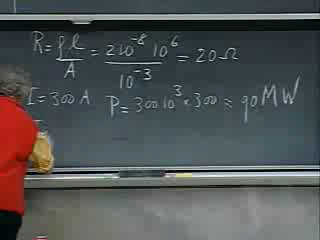 R = ρℓ/A = 2 10^-8 10^6 / 10^-3 = 20 Ω
I = 300 A P = 300 10^3 × 300 ≈ 90 MW